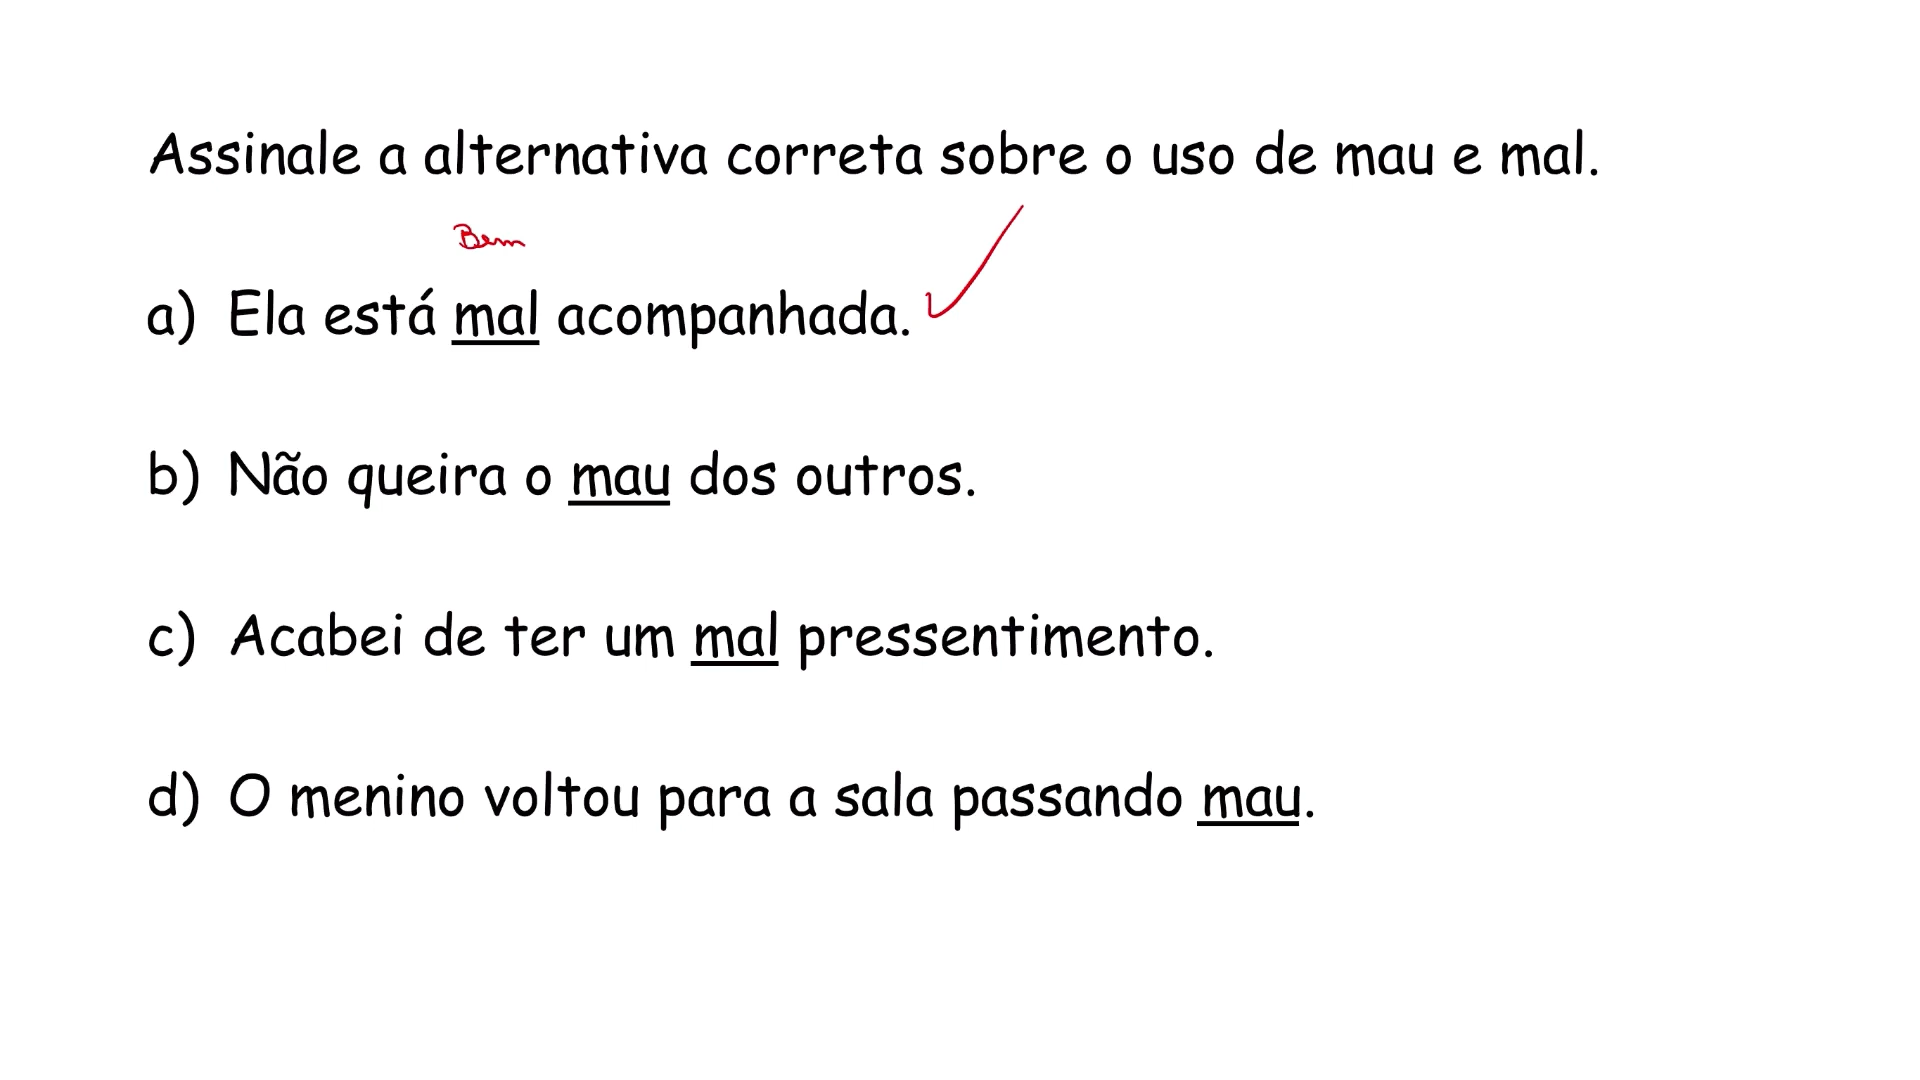 Assinale a alternativa correta sobre o uso de mau e mal.
Bem
a) Ela está mal acompanhada.
b) Não queira o mau dos outros.
c) Acabei de ter um mal pressentimento.
d) O menino voltou para a sala passando mau.